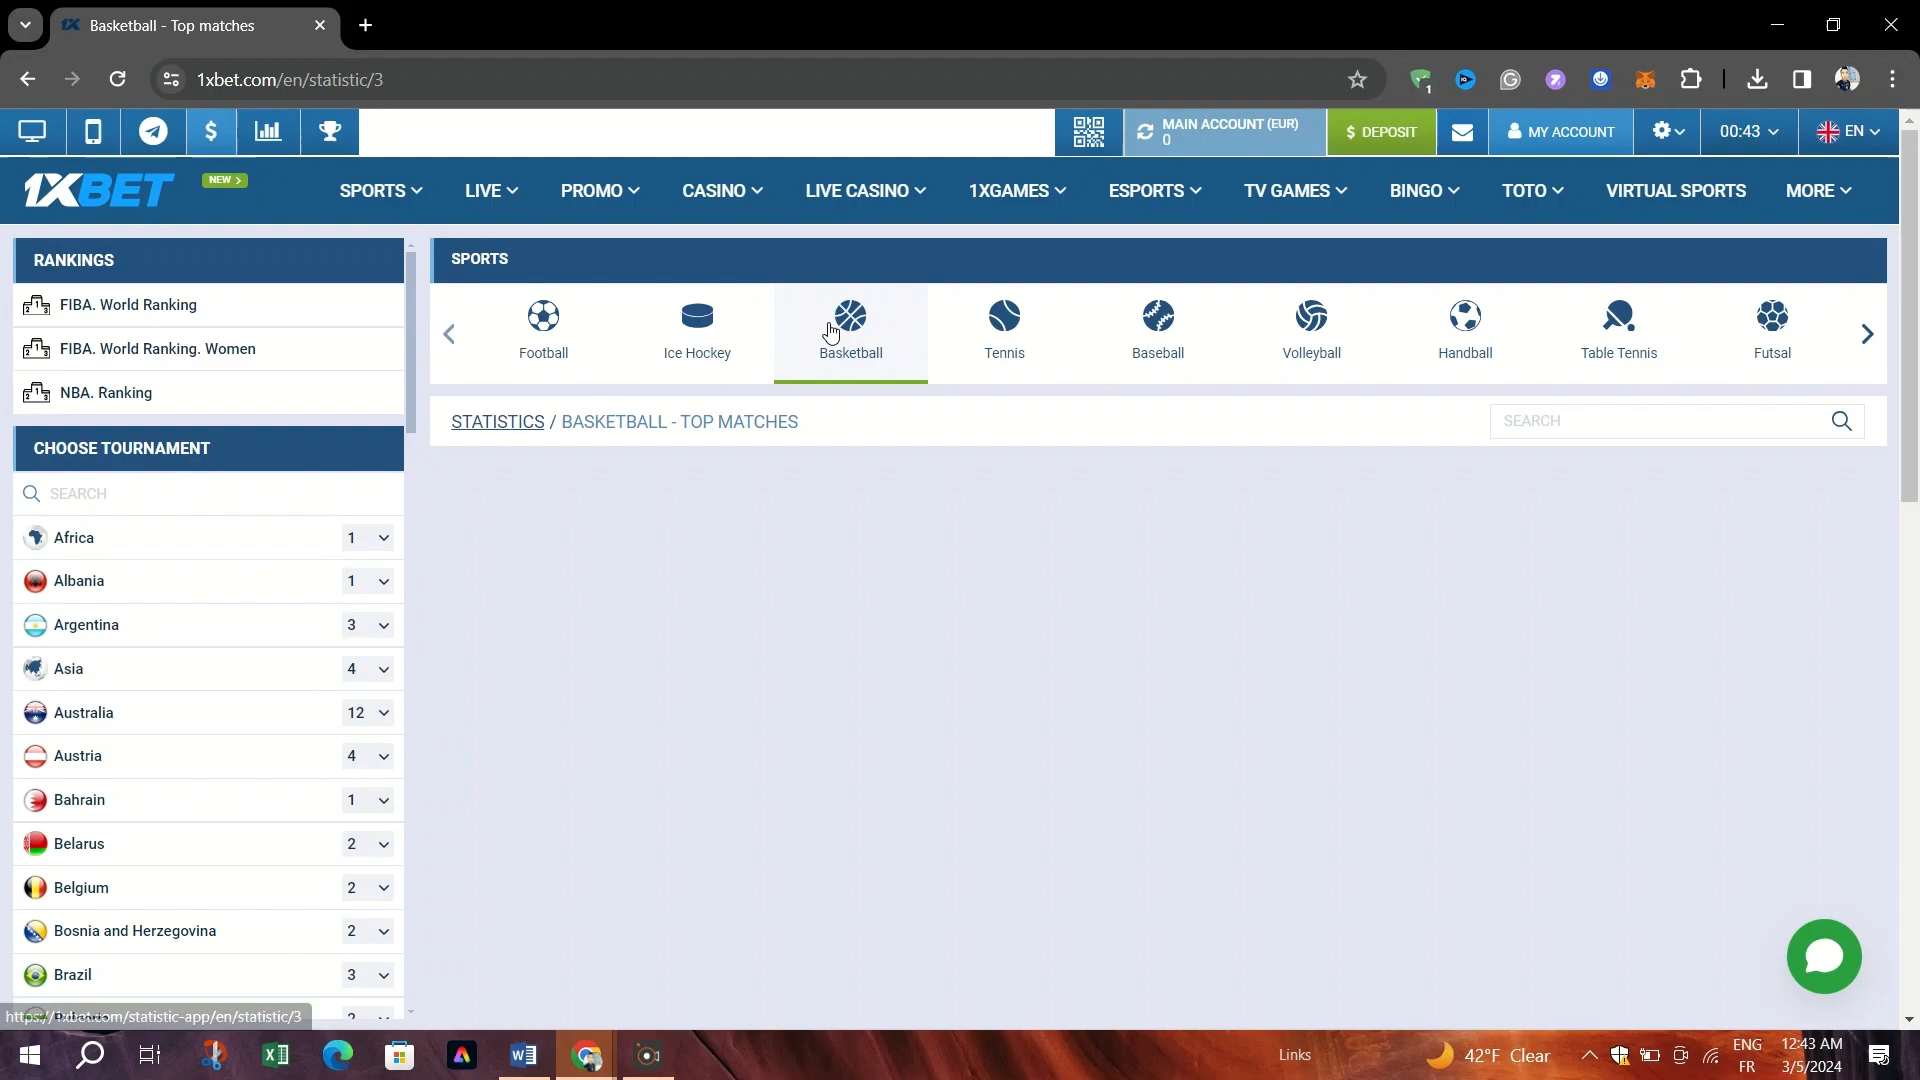 Basketball - Top matches
1xbet.com/en/statistic/3
1
MAIN ACCOUNT (EUR)
0
$ DEPOSIT
MY ACCOUNT
00:43
EN
1XBET
NEW >
SPORTS
LIVE
PROMO
CASINO
LIVE CASINO
1XGAMES
ESPORTS
TV GAMES
BINGO
TOTO
VIRTUAL SPORTS
MORE
RANKINGS
FIBA. World Ranking
FIBA. World Ranking. Women
NBA. Ranking
CHOOSE TOURNAMENT
SEARCH
Africa 1
Albania 1
Argentina 3
Asia 4
Australia 12
Austria 4
Bahrain 1
Belarus 2
Belgium 2
Bosnia and Herzegovina 2
Brazil 3
SPORTS
Football
Ice Hockey
Basketball
Tennis
Baseball
Volleyball
Handball
Table Tennis
Futsal
STATISTICS / BASKETBALL - TOP MATCHES
SEARCH
https://1xbet.com/statistic-app/en/statistic/3
Links
42°F Clear
ENG
FR
12:43 AM
3/5/2024